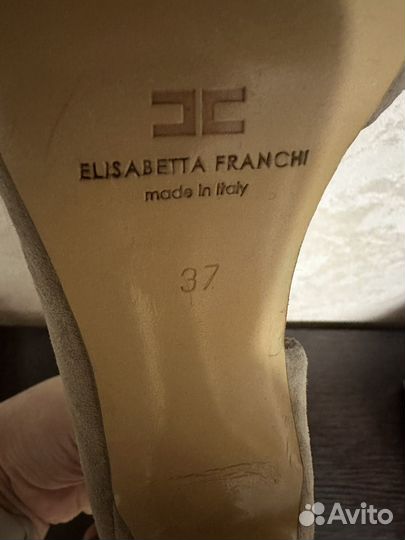 ELISABETTA FRANCHI
made in Italy
37
Avito